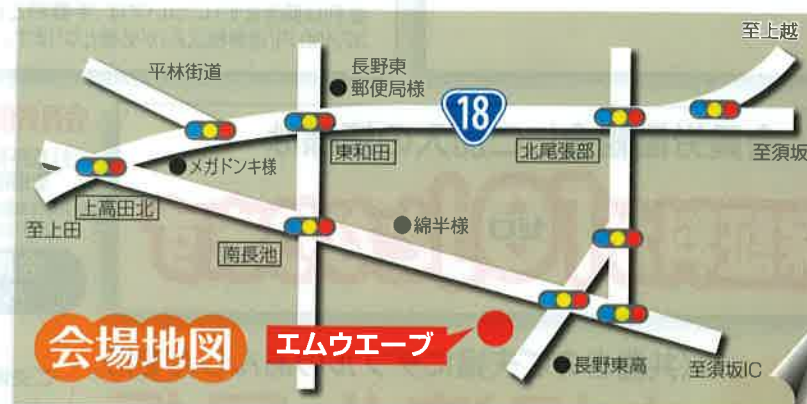 至上越
平林街道
長野東
郵便局様
18
東和田
北尾張部
至須坂
メガドンキ様
上高田北
至上田
綿半様
南長池
会場地図
エムウエーブ
長野東高
至須坂IC